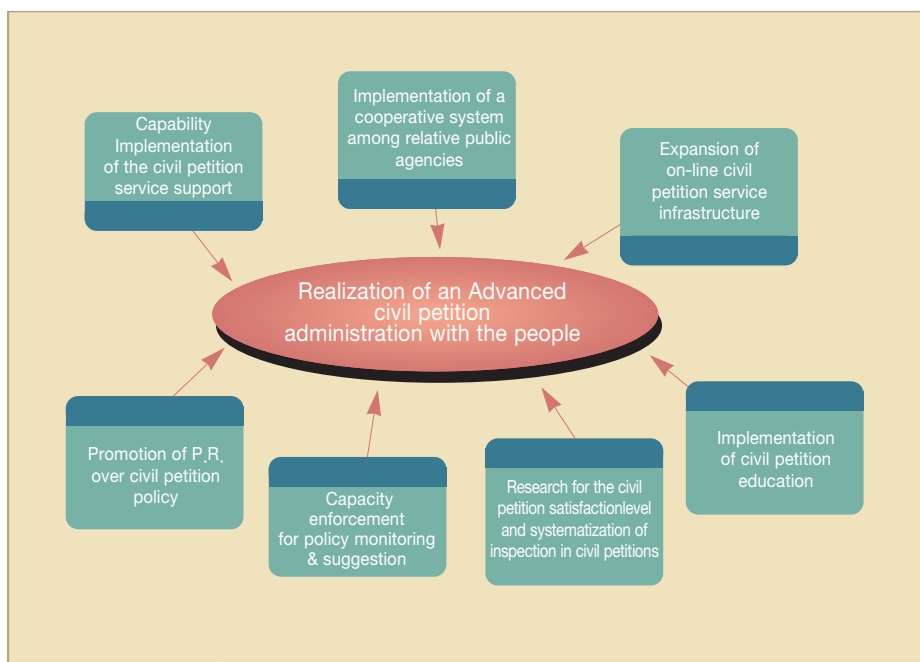 Capability
Implementation
of the civil petition
service support
Implementation of a
cooperative system
among relative public
agencies
Expansion of
on-line civil
petition service
infrastructure
Realization of an Advanced
civil petition
administration with the people
Promotion of P.R.
over civil petition
policy
Capacity
enforcement
for policy monitoring
& suggestion
Research for the civil
petition satisfactionlevel
and systematization of
inspection in civil petitions
Implementation
of civil petition
education